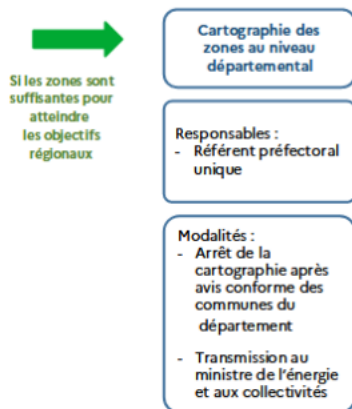 Si les zones sont
suffisantes pour
atteindre
les objectifs
régionaux
Cartographie des
zones au niveau
départemental
Responsables :
- Référent préfectoral
unique
Modalités :
- Arrêt de la
cartographie après
avis conforme des
communes du
département
- Transmission au
ministre de l'énergie
et aux collectivités